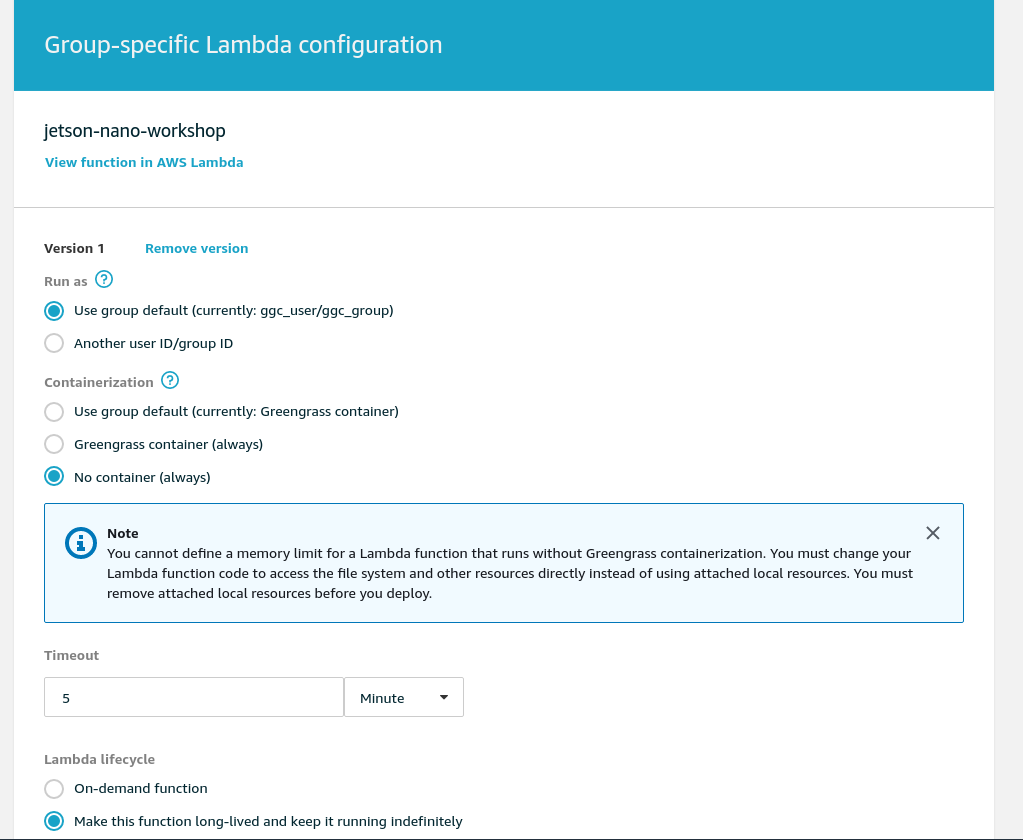 Group-specific Lambda configuration
jetson-nano-workshop
View function in AWS Lambda
Version 1 Remove version
Run as ?
Use group default (currently: ggc_user/ggc_group)
Another user ID/group ID
Containerization ?
Use group default (currently: Greengrass container)
Greengrass container (always)
No container (always)
Note
You cannot define a memory limit for a Lambda function that runs without Greengrass containerization. You must change your
Lambda function code to access the file system and other resources directly instead of using attached local resources. You must
remove attached local resources before you deploy.
Timeout
5 Minute
Lambda lifecycle
On-demand function
Make this function long-lived and keep it running indefinitely